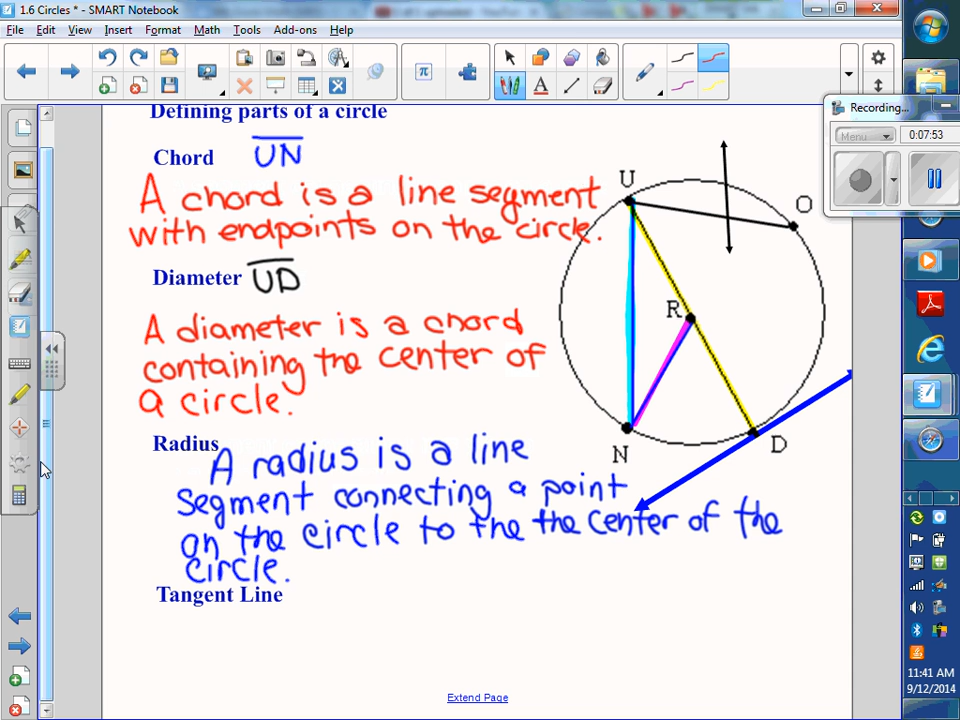 1.6 Circles * - SMART Notebook
File Edit View Insert Format Math Tools Add-ons Help
Recording...
Menu 0:07:53
Defining parts of a circle
Chord UN
A chord is a line segment
with endpoints on the circle.
Diameter UD
A diameter is a chord
containing the center of
a circle.
Radius
A radius is a line
segment connecting a point
on the circle to the the center of the
circle.
Tangent Line
U
O
R
N
D
Extend Page
11:41 AM
9/12/2014